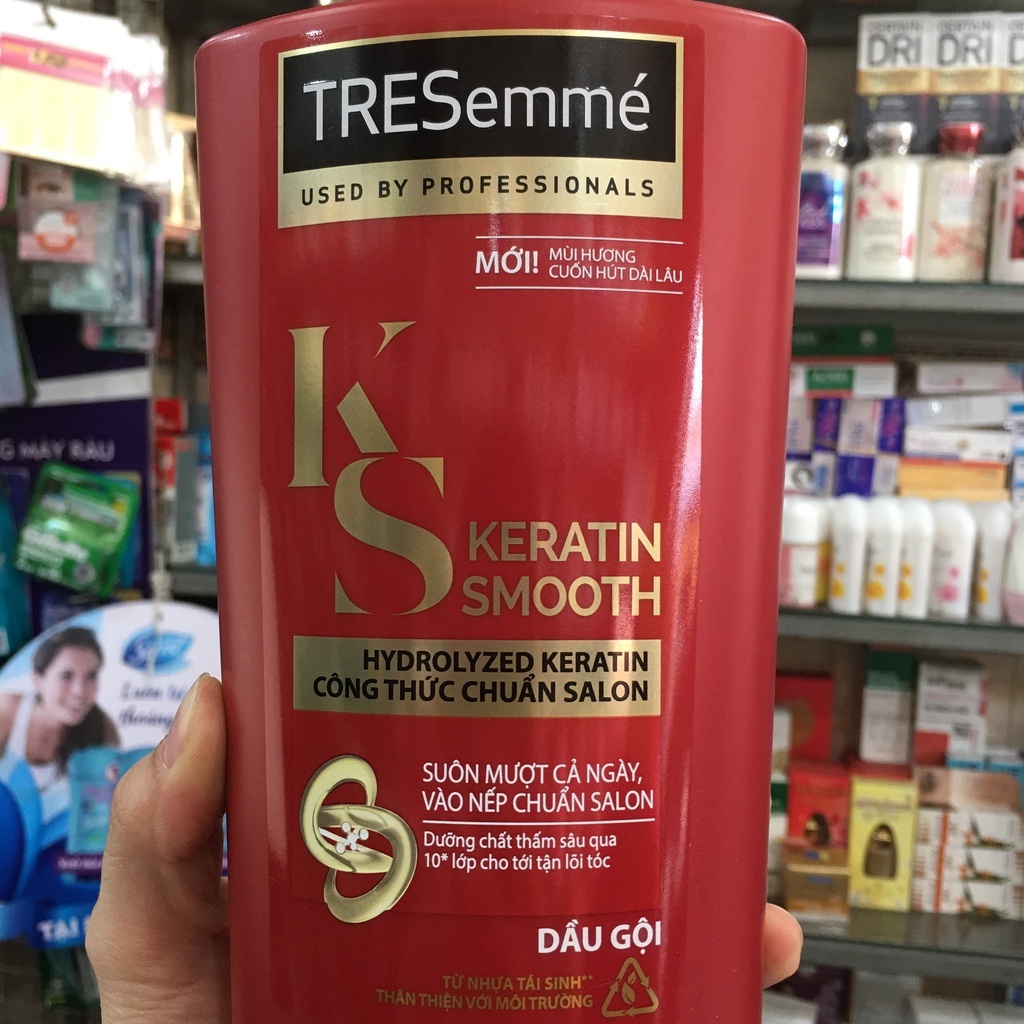 TRESemmé
USED BY PROFESSIONALS
MỚI! MÙI HƯƠNG
CUỐN HÚT DÀI LÂU
KS
KERATIN
SMOOTH
HYDROLYZED KERATIN
CÔNG THỨC CHUẨN SALON
SUÔN MƯỢT CẢ NGÀY,
VÀO NẾP CHUẨN SALON
Dưỡng chất thấm sâu qua
10* lớp cho tới tận lõi tóc
DẦU GỘI
TỪ NHỰA TÁI SINH**
THÂN THIỆN VỚI MÔI TRƯỜNG
DRI
DRI
MÀY RÂU